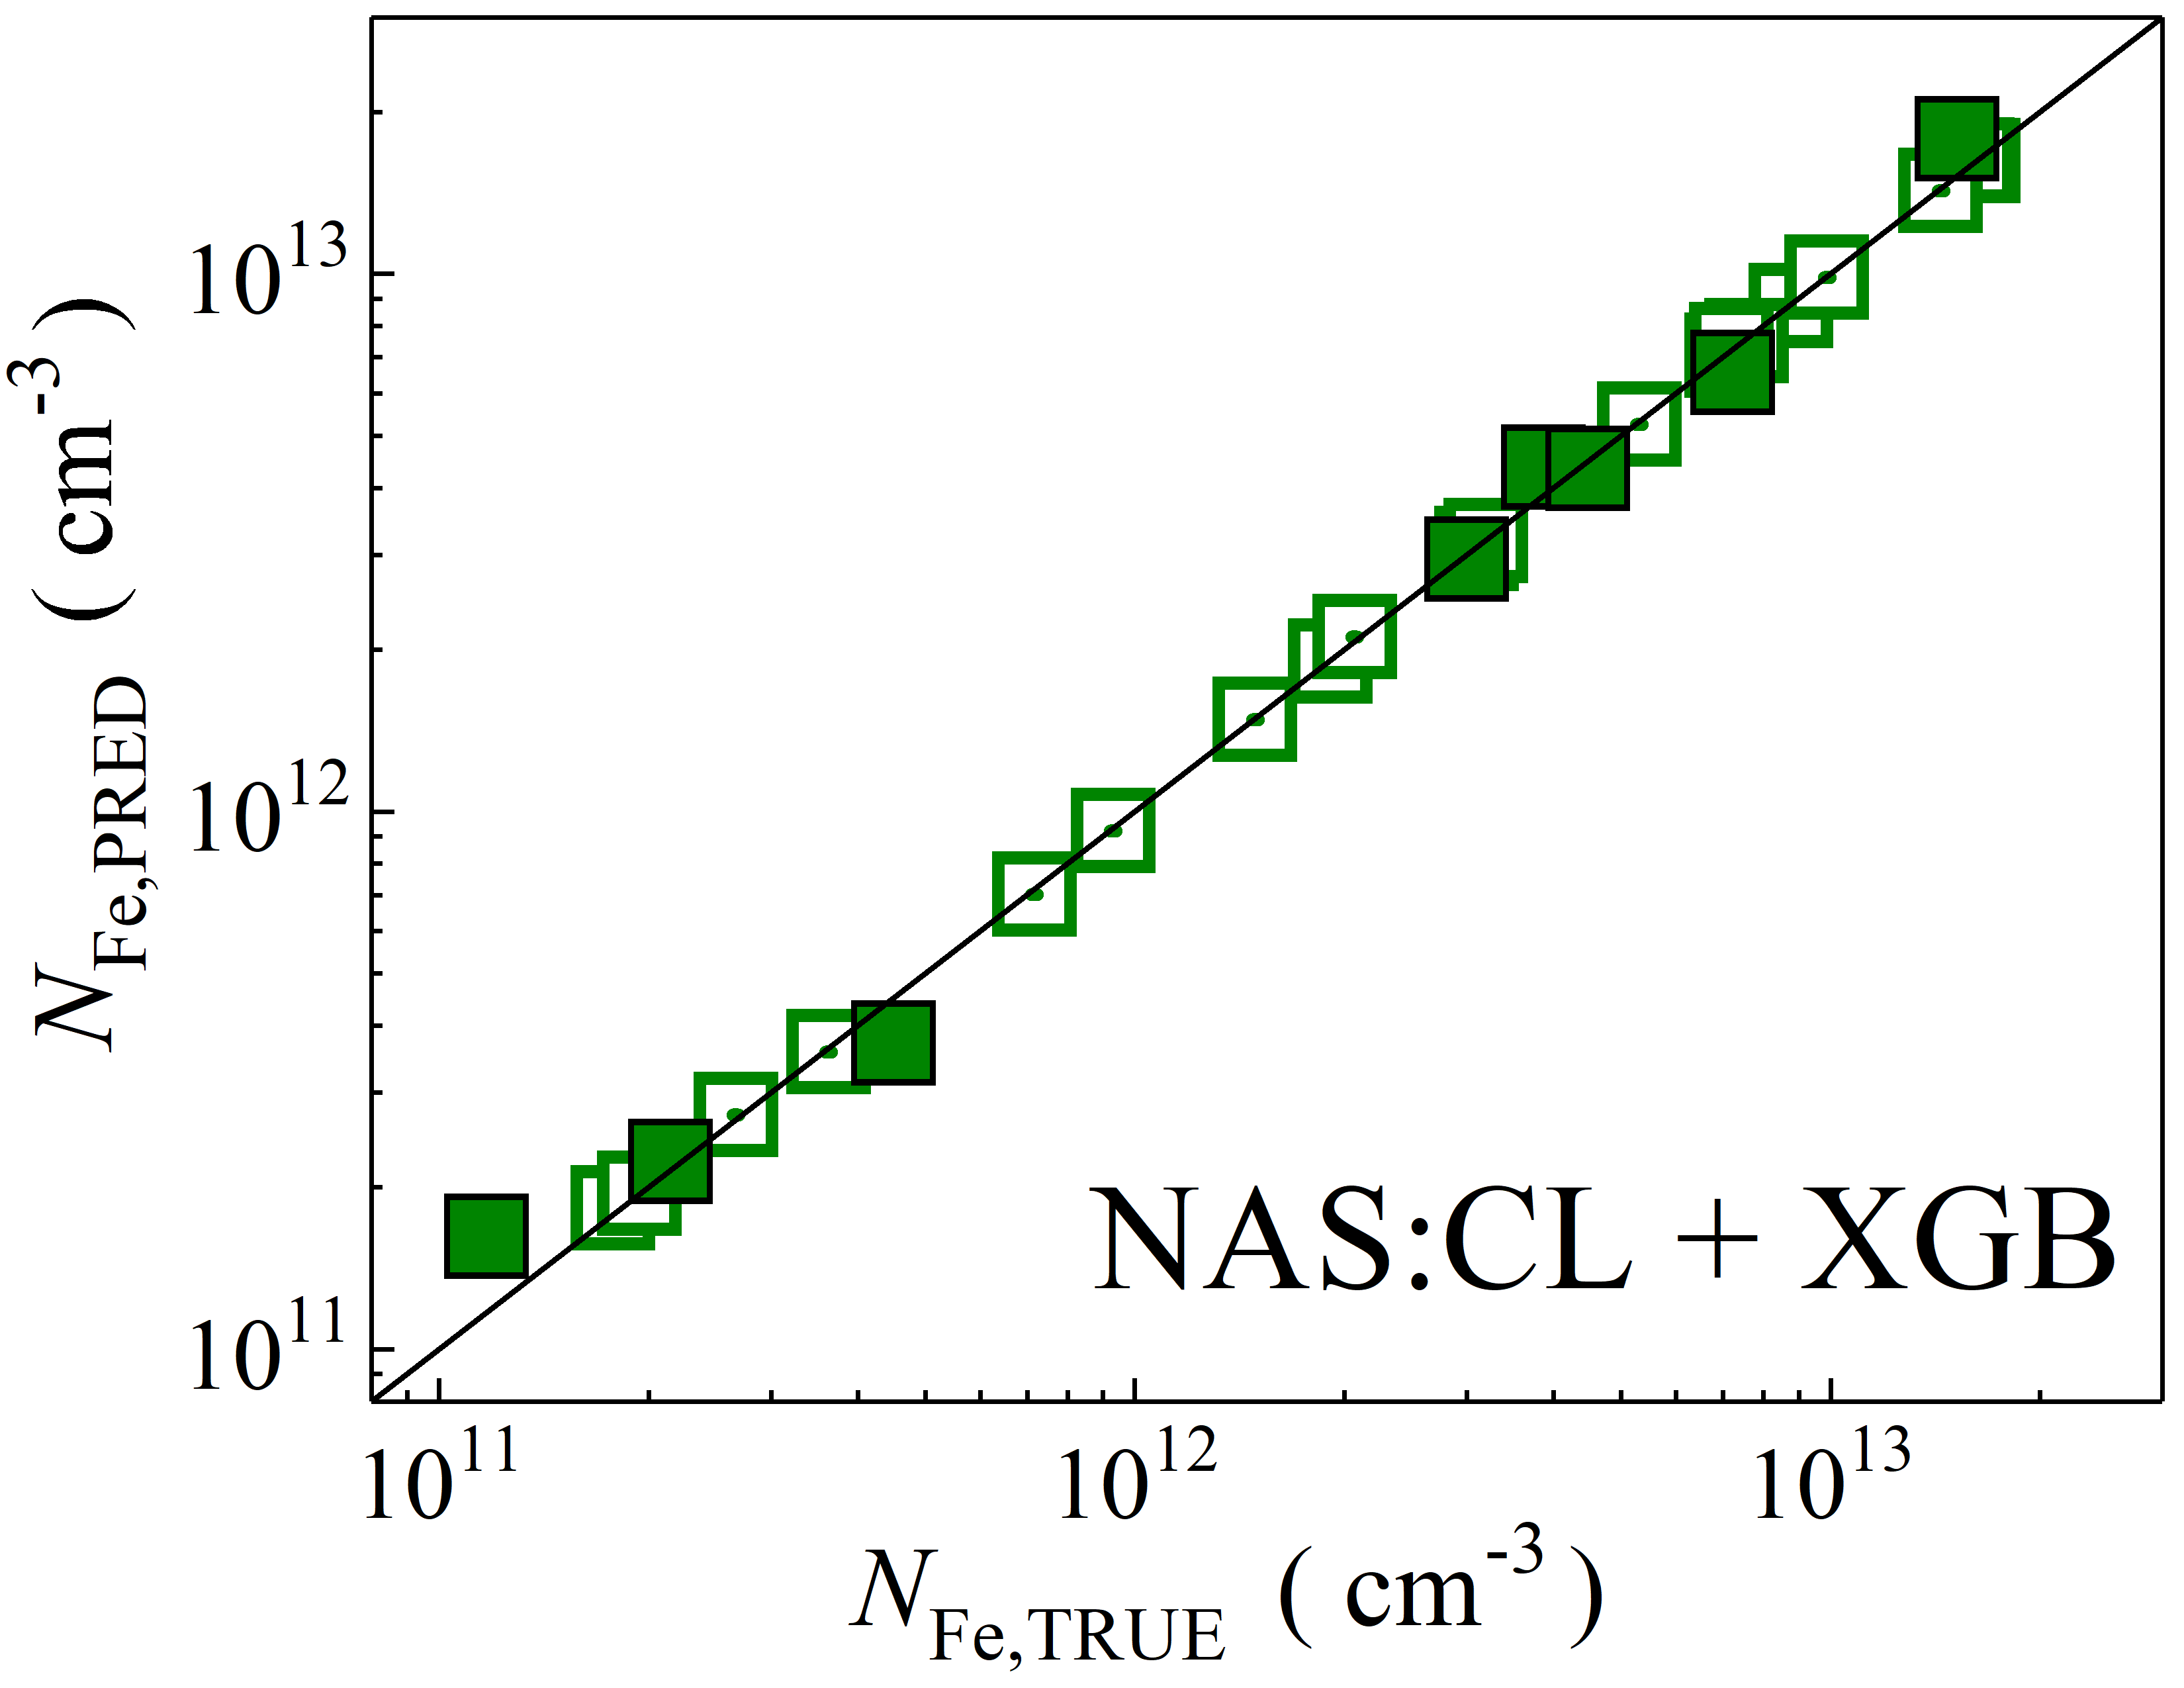 N_Fe,PRED ( cm^-3 )
10^13
10^12
10^11
NAS:CL + XGB
10^11 10^12 10^13
N_Fe,TRUE ( cm^-3 )